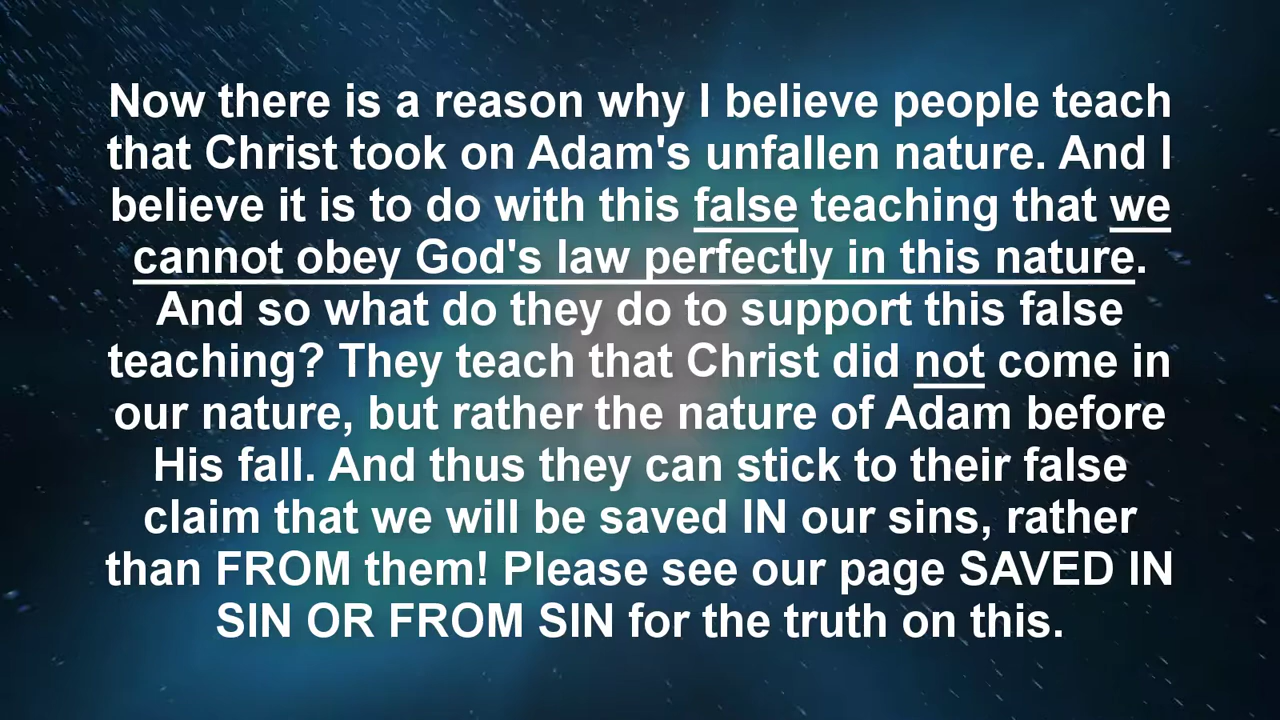 Now there is a reason why I believe people teach
that Christ took on Adam's unfallen nature. And I
believe it is to do with this false teaching that we
cannot obey God's law perfectly in this nature.
And so what do they do to support this false
teaching? They teach that Christ did not come in
our nature, but rather the nature of Adam before
His fall. And thus they can stick to their false
claim that we will be saved IN our sins, rather
than FROM them! Please see our page SAVED IN
SIN OR FROM SIN for the truth on this.